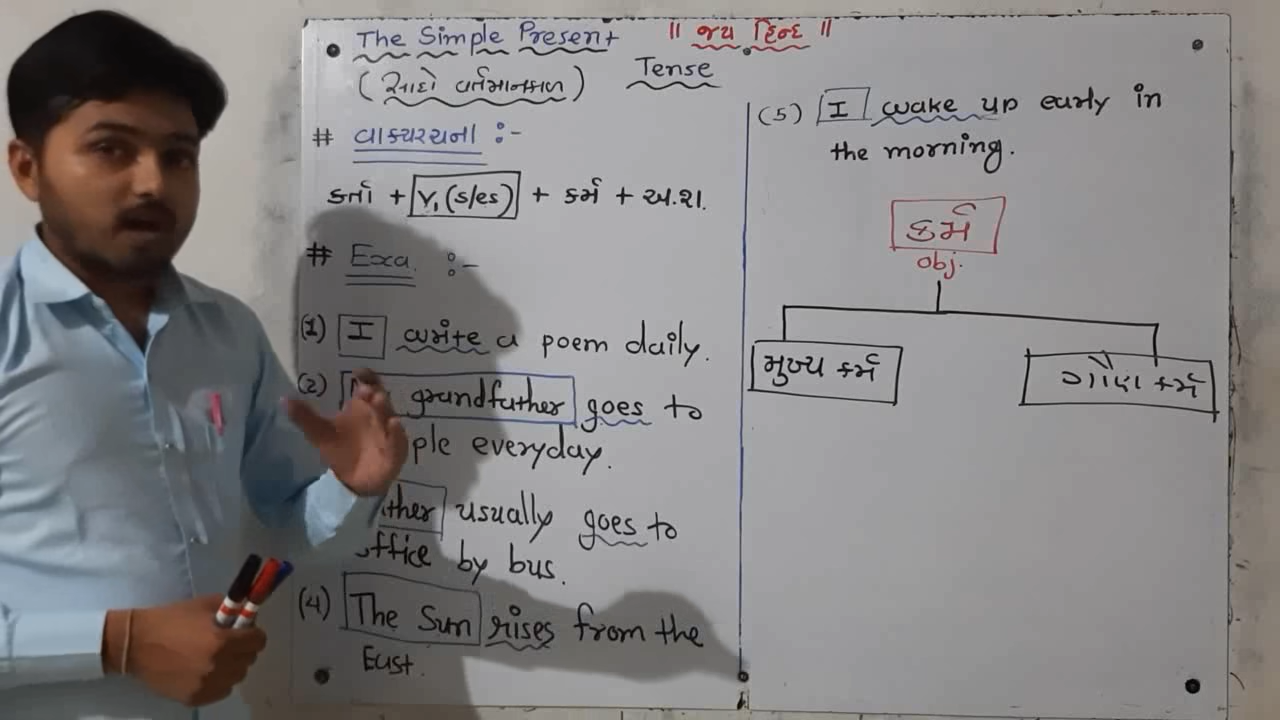 The Simple Present || જય હિન્દ ||
(સાદો વર્તમાનકાળ) Tense
# વાક્યરચના :-
કર્તા + V₁ (s/es) + કર્મ + અ.શ.
# Exa. :-
(1) I write a poem daily.
(2) grandfather goes to
everyday.
usually goes to
office by bus.
(4) The Sun rises from the
East.
(5) I wake up early in
the morning.
કર્મ
obj.
મુખ્ય કર્મ
ગૌણ કર્મ